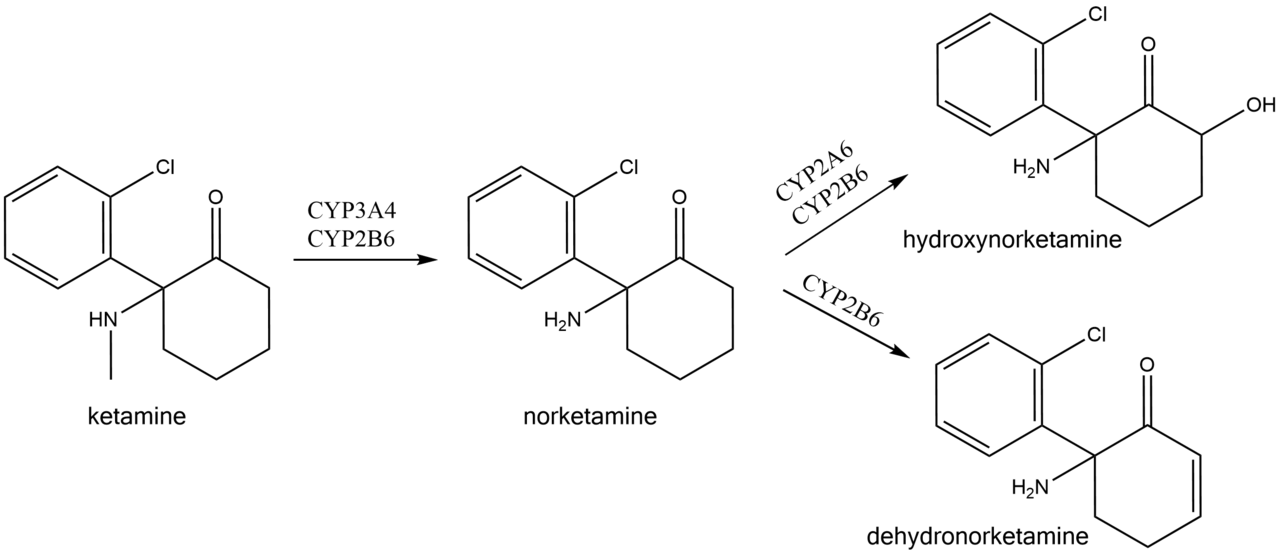 Cl
O
HN
ketamine
CYP3A4
CYP2B6
Cl
O
H₂N
norketamine
CYP2A6
CYP2B6
Cl
O
OH
H₂N
hydroxynorketamine
CYP2B6
Cl
O
H₂N
dehydronorketamine